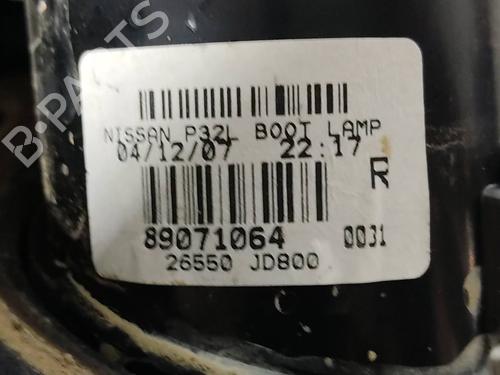 B-PARTS
NISSAN P32L BOOT LAMP
04/12/07 22:17
R
89071064 0031
26550 JD800